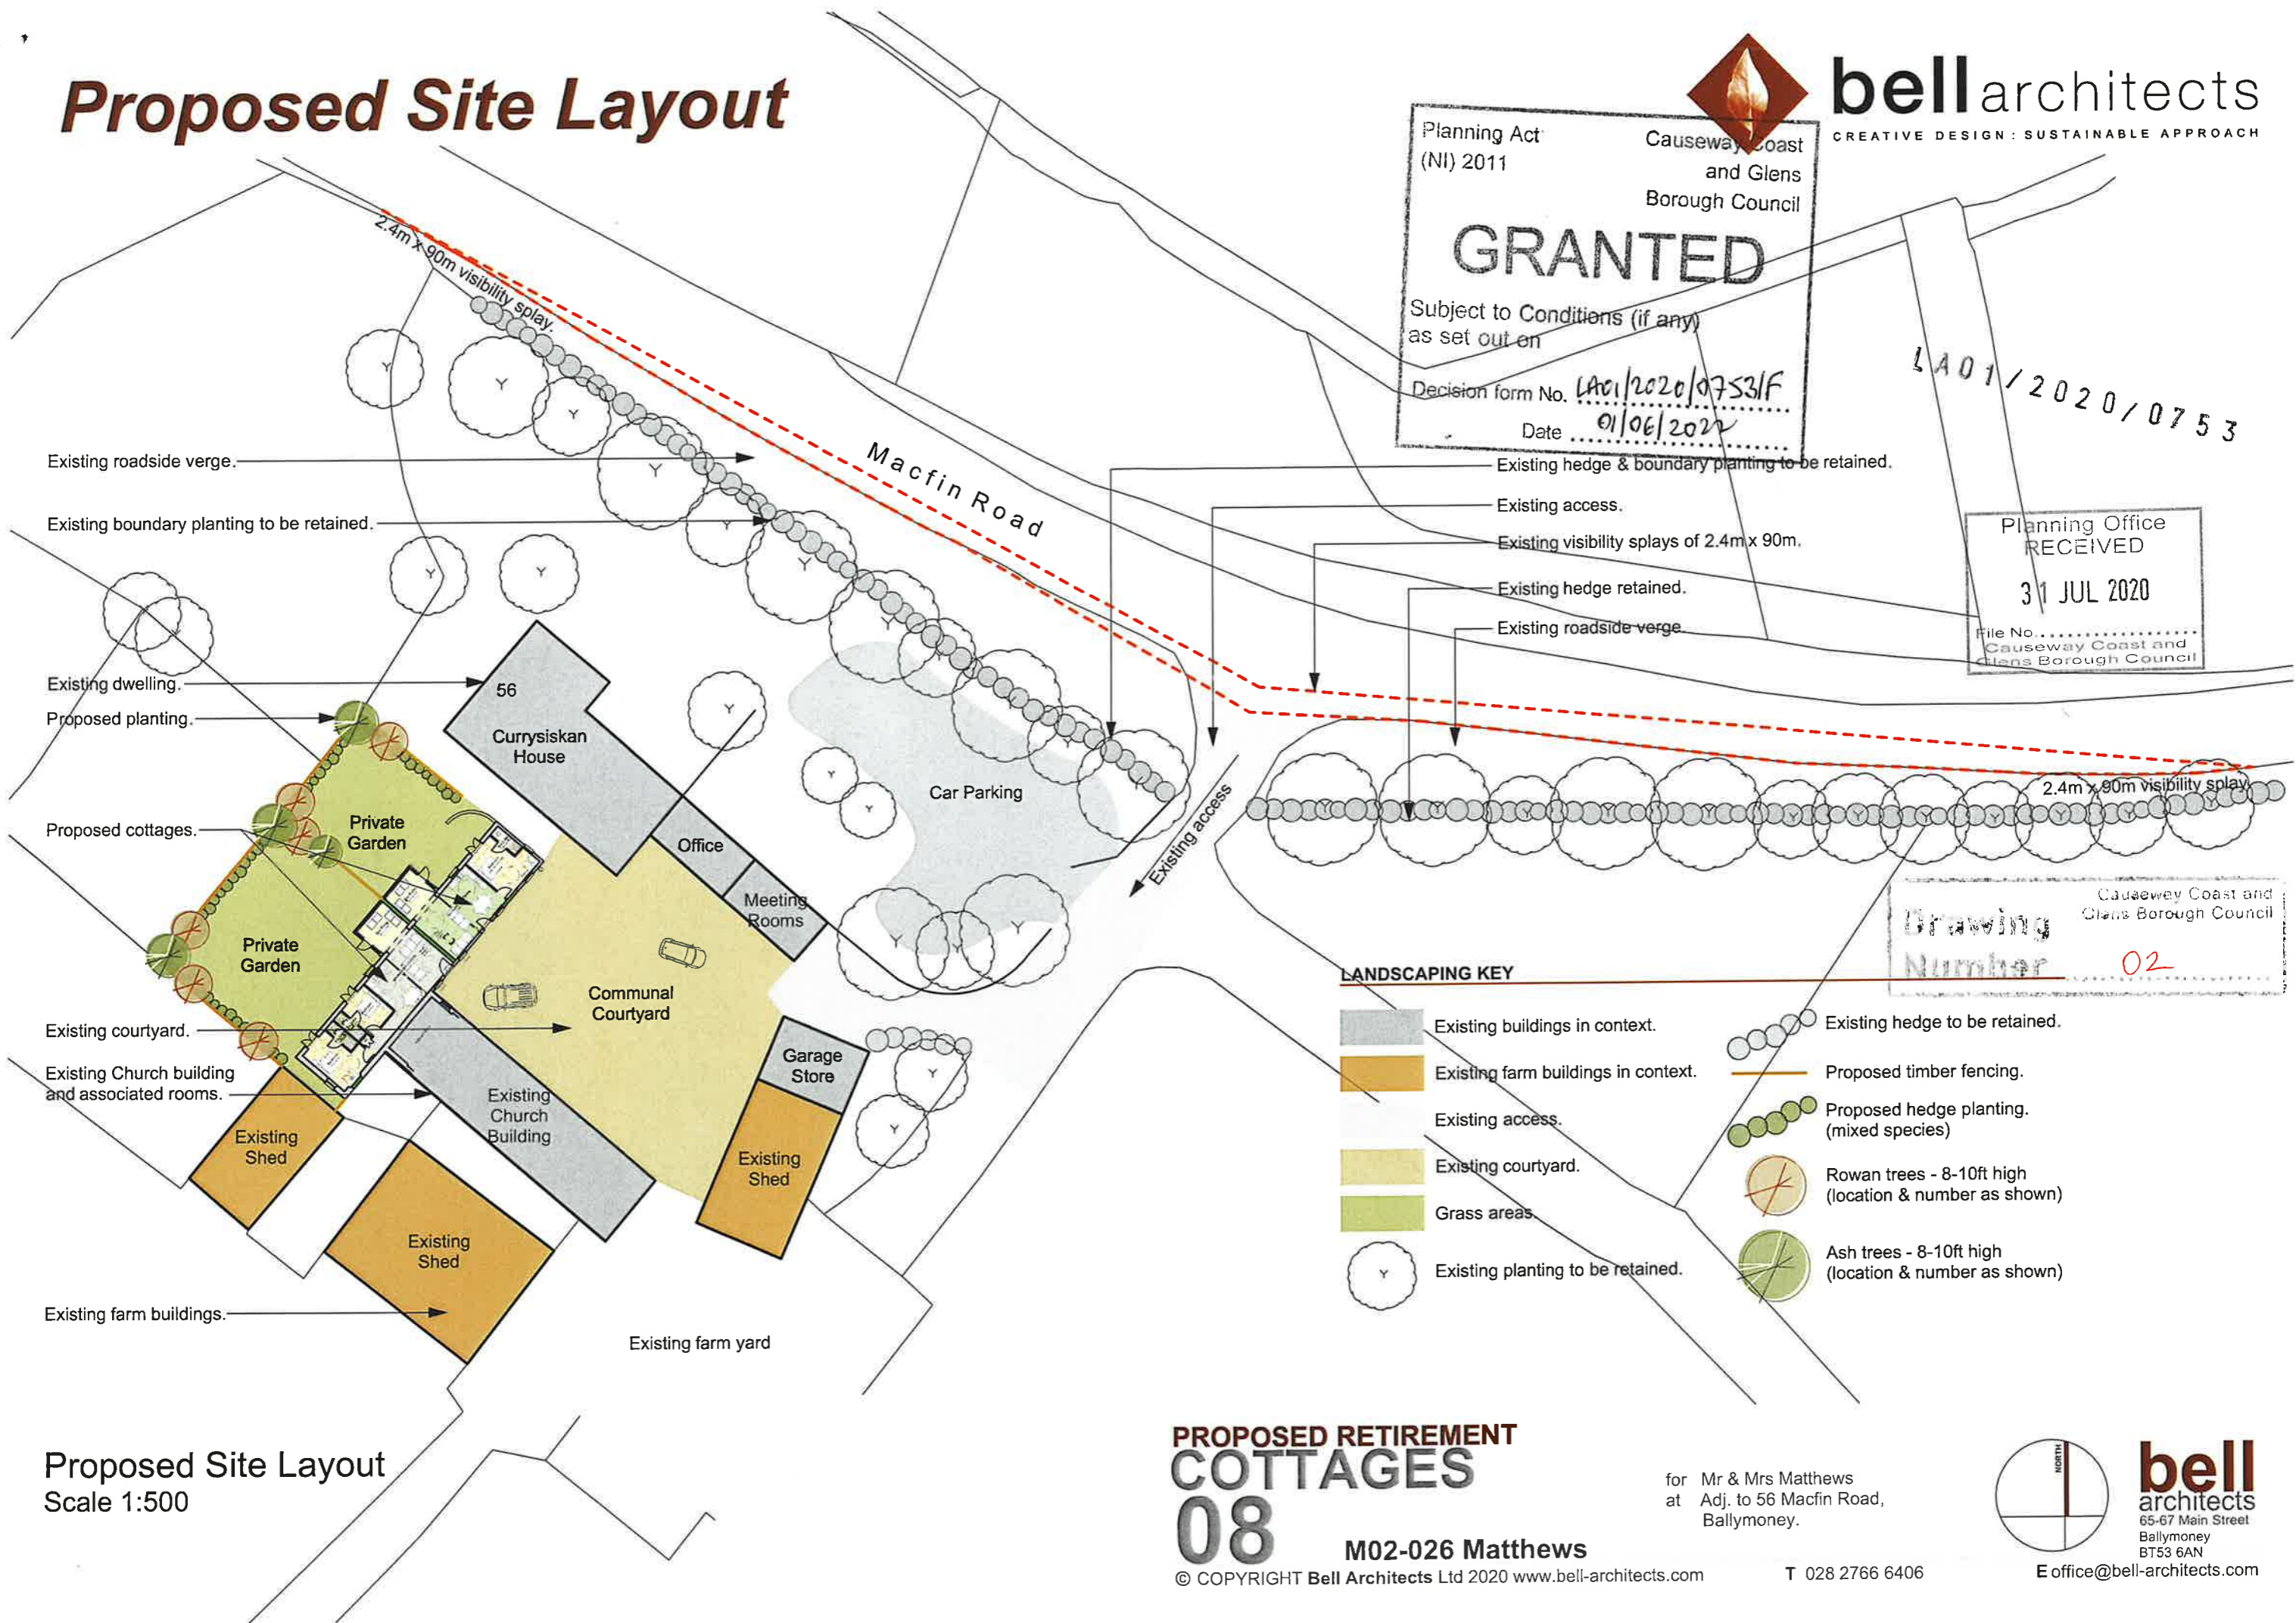 Proposed Site Layout
bell architects
CREATIVE DESIGN : SUSTAINABLE APPROACH
Planning Act
(NI) 2011
Causeway Coast
and Glens
Borough Council
GRANTED
Subject to Conditions (if any)
as set out on
Decision form No. LA01/2020/0753/F
Date 01/06/2022
LA01/2020/0753
Planning Office
RECEIVED
31 JUL 2020
File No.
Causeway Coast and
Glens Borough Council
2.4m x 90m visibility splay.
Macfin Road
Existing roadside verge.
Existing boundary planting to be retained.
Existing dwelling.
Proposed planting.
Proposed cottages.
Existing courtyard.
Existing Church building
and associated rooms.
Existing farm buildings.
Existing hedge & boundary planting to be retained.
Existing access.
Existing visibility splays of 2.4m x 90m.
Existing hedge retained.
Existing roadside verge.
56
Currysiskan
House
Office
Meeting
Rooms
Car Parking
Existing access
2.4m x 90m visibility splay.
Private
Garden
Private
Garden
Communal
Courtyard
Garage
Store
Existing
Church
Building
Existing
Shed
Existing
Shed
Existing
Shed
Existing farm yard
Drawing
Number
Causeway Coast and
Glens Borough Council
02
LANDSCAPING KEY
Existing buildings in context.
Existing farm buildings in context.
Existing access.
Existing courtyard.
Grass areas.
Existing planting to be retained.
Existing hedge to be retained.
Proposed timber fencing.
Proposed hedge planting.
(mixed species)
Rowan trees - 8-10ft high
(location & number as shown)
Ash trees - 8-10ft high
(location & number as shown)
Proposed Site Layout
Scale 1:500
PROPOSED RETIREMENT
COTTAGES
08
M02-026 Matthews
© COPYRIGHT Bell Architects Ltd 2020 www.bell-architects.com
for Mr & Mrs Matthews
at Adj. to 56 Macfin Road,
Ballymoney.
T 028 2766 6406
NORTH
bell
architects
65-67 Main Street
Ballymoney
BT53 6AN
E office@bell-architects.com